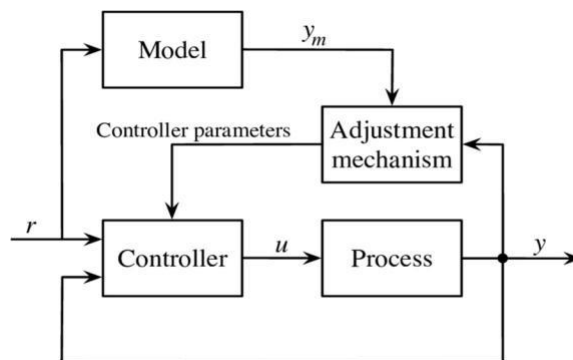 Model
y_m
Controller parameters
Adjustment
mechanism
r
Controller
u
Process
y